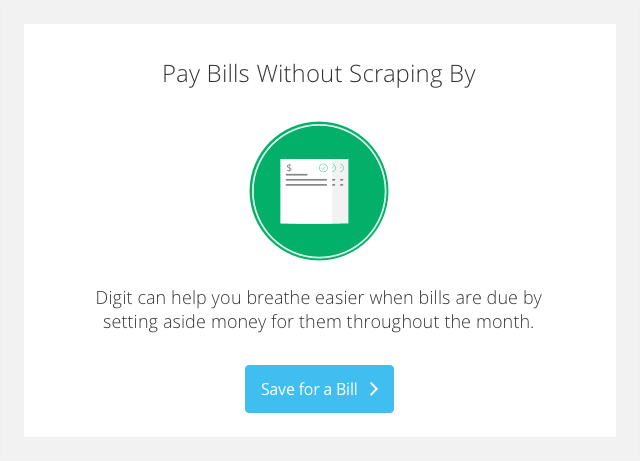 Pay Bills Without Scraping By
$
Digit can help you breathe easier when bills are due by
setting aside money for them throughout the month.
Save for a Bill